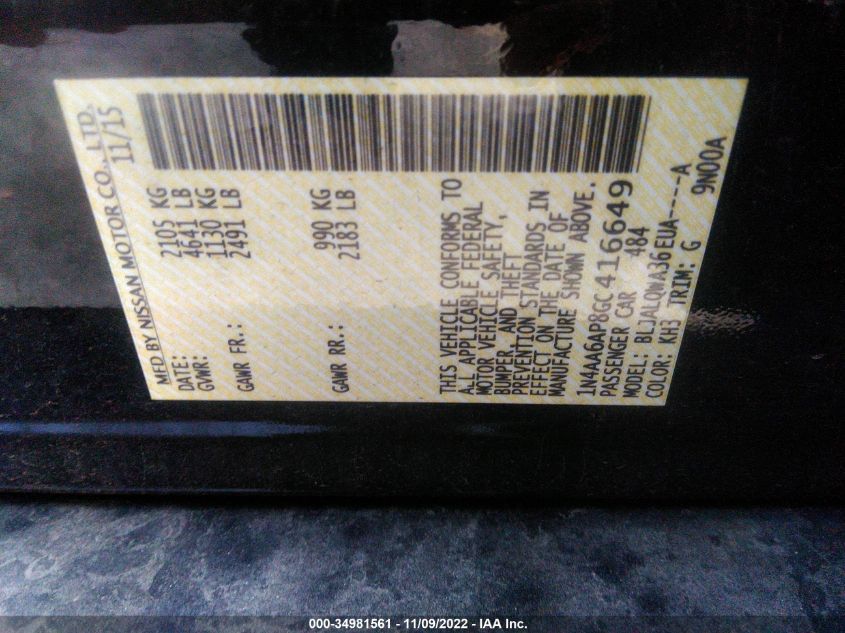 MFD BY NISSAN MOTOR CO., LTD.
DATE: 11/15
GVWR: 2105 KG
4641 LB
GAWR FR.: 1130 KG
2491 LB
GAWR RR.: 990 KG
2183 LB
THIS VEHICLE CONFORMS TO
ALL APPLICABLE FEDERAL
MOTOR VEHICLE SAFETY,
BUMPER AND THEFT
PREVENTION STANDARDS IN
EFFECT ON THE DATE OF
MANUFACTURE SHOWN ABOVE.
1N4AA6AP8GC416649
PASSENGER CAR 484
MODEL: BLJALQWA36EUA-----A
COLOR: KH3 TRIM: G 9N00A
000-34981561 - 11/09/2022 - IAA Inc.